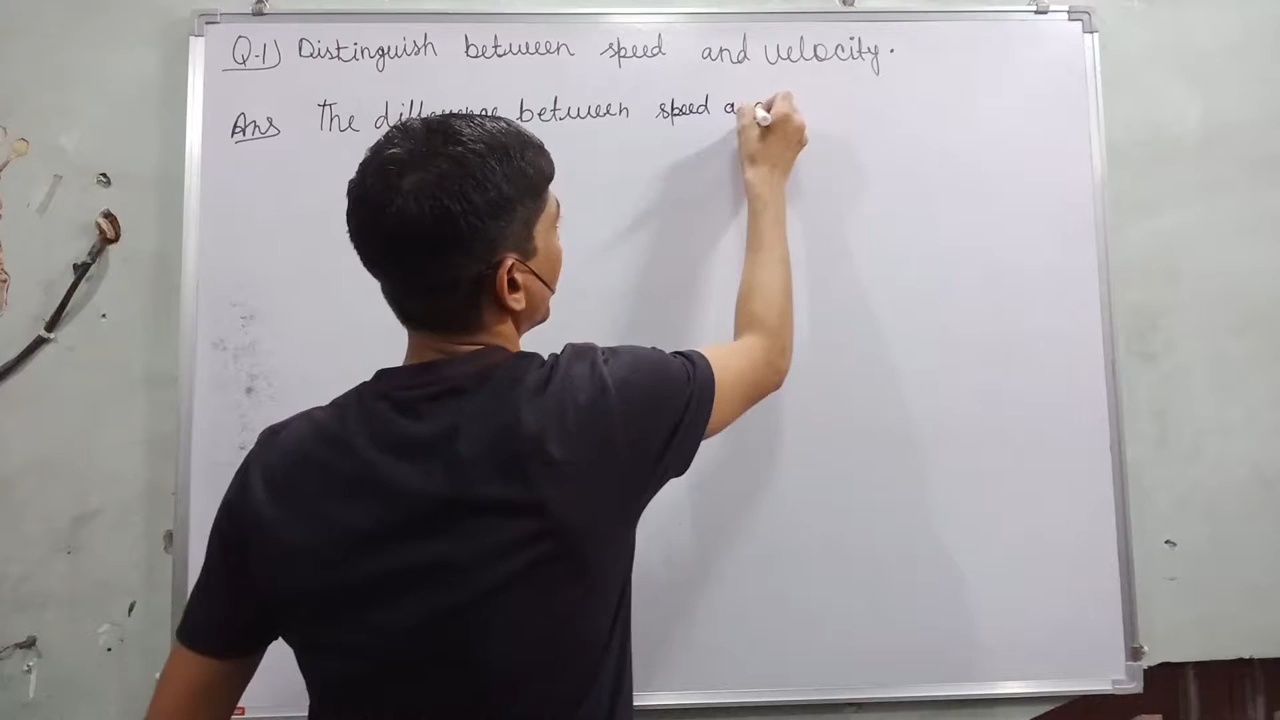 Q-1) Distinguish between speed and velocity.
Ans The difference between speed